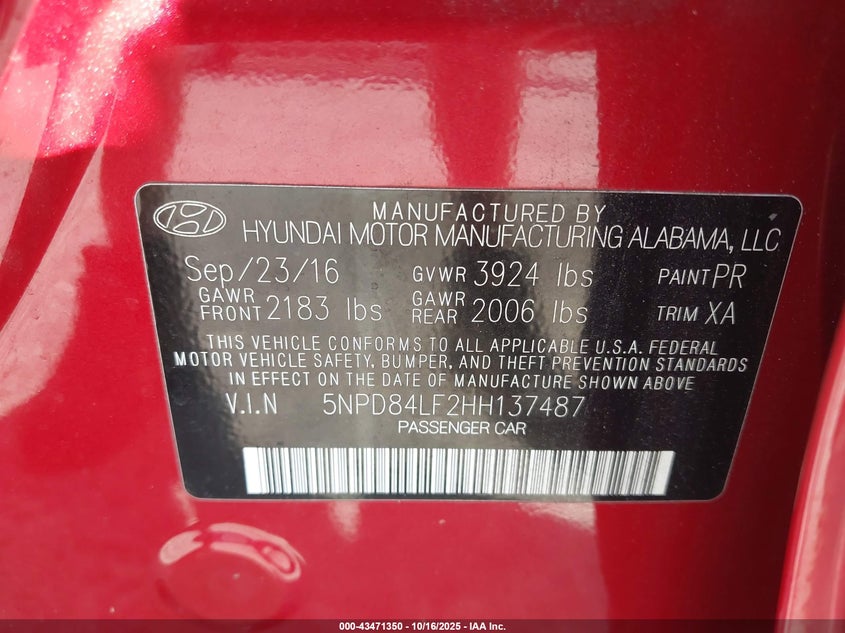 MANUFACTURED BY
HYUNDAI MOTOR MANUFACTURING ALABAMA, LLC
Sep/23/16 GVWR 3924 lbs PAINT PR
GAWR FRONT 2183 lbs GAWR REAR 2006 lbs TRIM XA
THIS VEHICLE CONFORMS TO ALL APPLICABLE U.S.A. FEDERAL
MOTOR VEHICLE SAFETY, BUMPER, AND THEFT PREVENTION STANDARDS
IN EFFECT ON THE DATE OF MANUFACTURING SHOWN ABOVE
V.I.N 5NPD84LF2HH137487
PASSENGER CAR
000-43471350 - 10/16/2025 - IAA Inc.